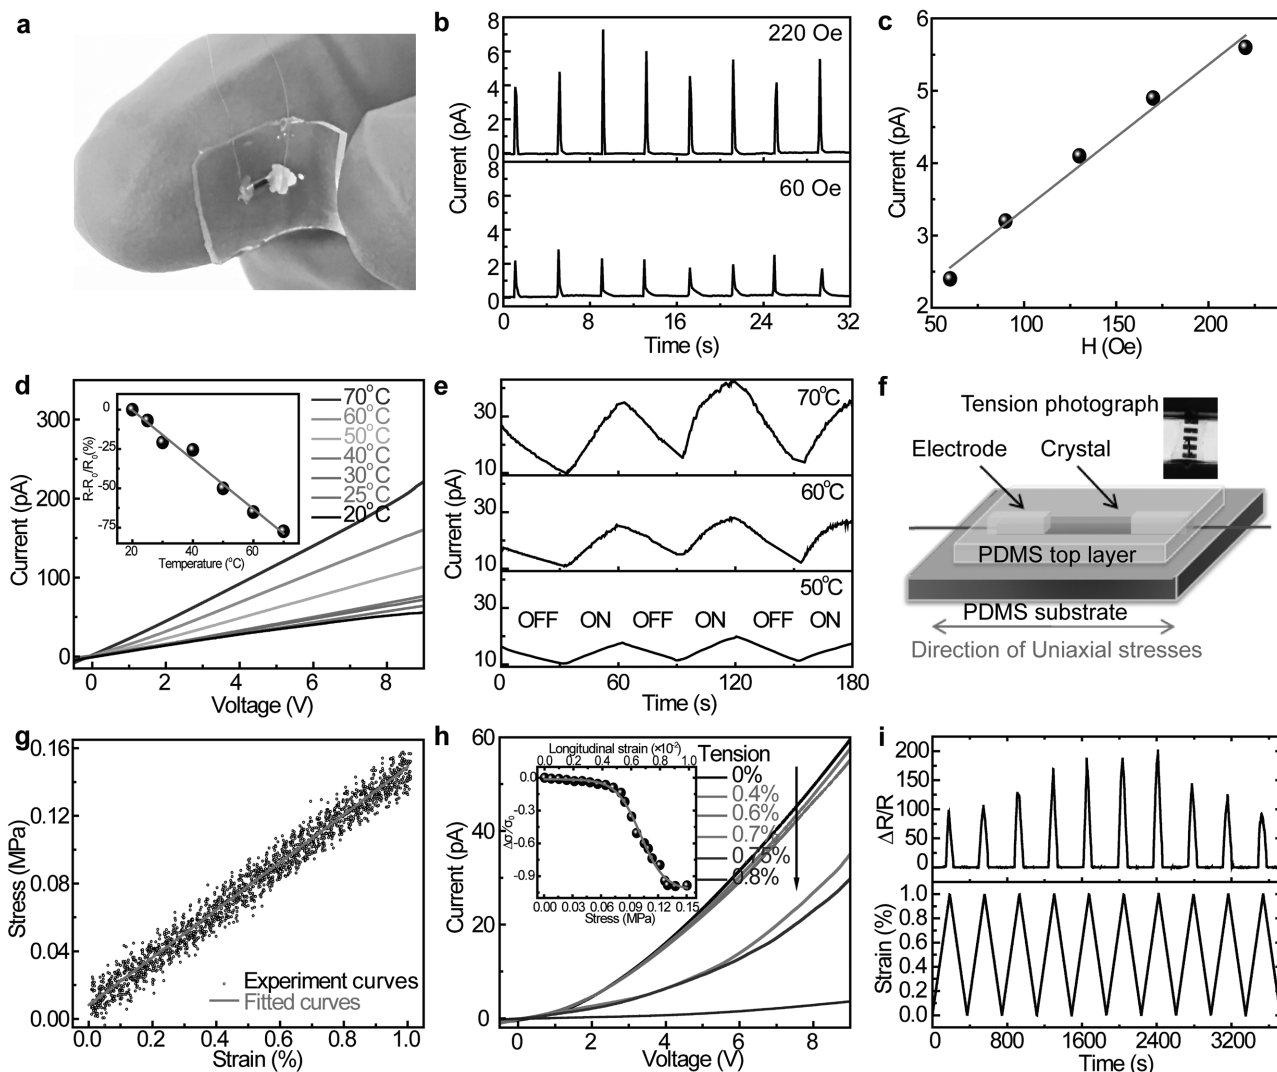 a
b
220 Oe
8
6
4
2
0
60 Oe
8
6
4
2
0
Current (pA)
0 8 16 24 32
Time (s)
c
6
5
4
3
2
Current (pA)
50 100 150 200
H (Oe)
d
300
200
100
0
Current (pA)
0 2 4 6 8
Voltage (V)
0
-25
-50
-75
R-R₀/R₀(%)
20 40 60
Temperature (°C)
70°C
60°C
50°C
40°C
30°C
25°C
20°C
e
70°C
30
10
60°C
30
10
50°C
30
10
OFF ON OFF ON OFF ON
Current (pA)
0 60 120 180
Time (s)
f
Tension photograph
Electrode Crystal
PDMS top layer
PDMS substrate
Direction of Uniaxial stresses
g
0.16
0.12
0.08
0.04
0.00
Stress (MPa)
Experiment curves
Fitted curves
0.0 0.2 0.4 0.6 0.8 1.0
Strain (%)
h
60
40
20
0
Current (pA)
0 2 4 6 8
Voltage (V)
Longitudinal strain (×10⁻²)
0.0 0.2 0.4 0.6 0.8 1.0
0.0
-0.3
-0.6
-0.9
Δσ/σ₀
0.00 0.03 0.06 0.09 0.12 0.15
Stress (MPa)
Tension
0%
0.4%
0.6%
0.7%
0.75%
0.8%
i
200
150
100
50
0
ΔR/R
1.0
0.8
0.6
0.4
0.2
0.0
Strain (%)
0 800 1600 2400 3200
Time (s)